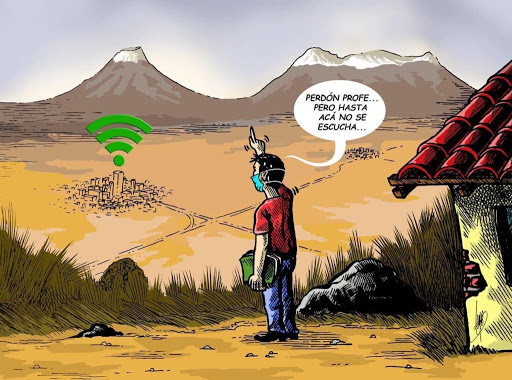 PERDÓN PROFE...
PERO HASTA
ACÁ NO SE
ESCUCHA...